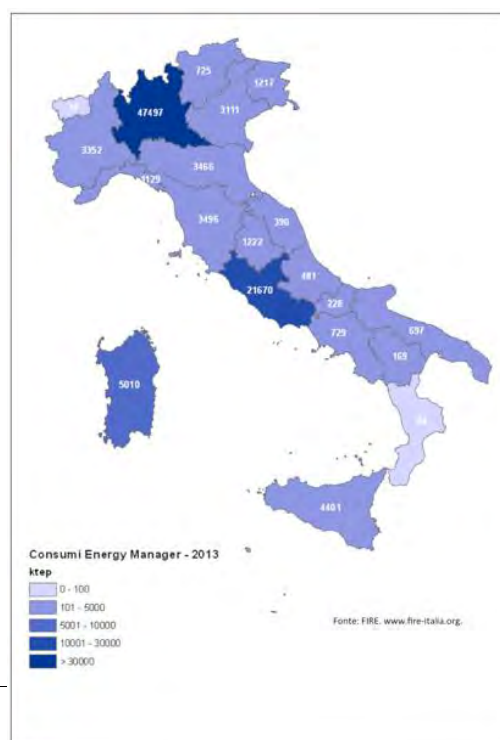 725
1217
47497
3111
3352
3466
1129
3496
390
1222
481
21670
228
729
697
169
5010
4401
Consumi Energy Manager - 2013
ktep
0 - 100
101 - 5000
5001 - 10000
10001 - 30000
> 30000
Fonte: FIRE. www.fire-italia.org.